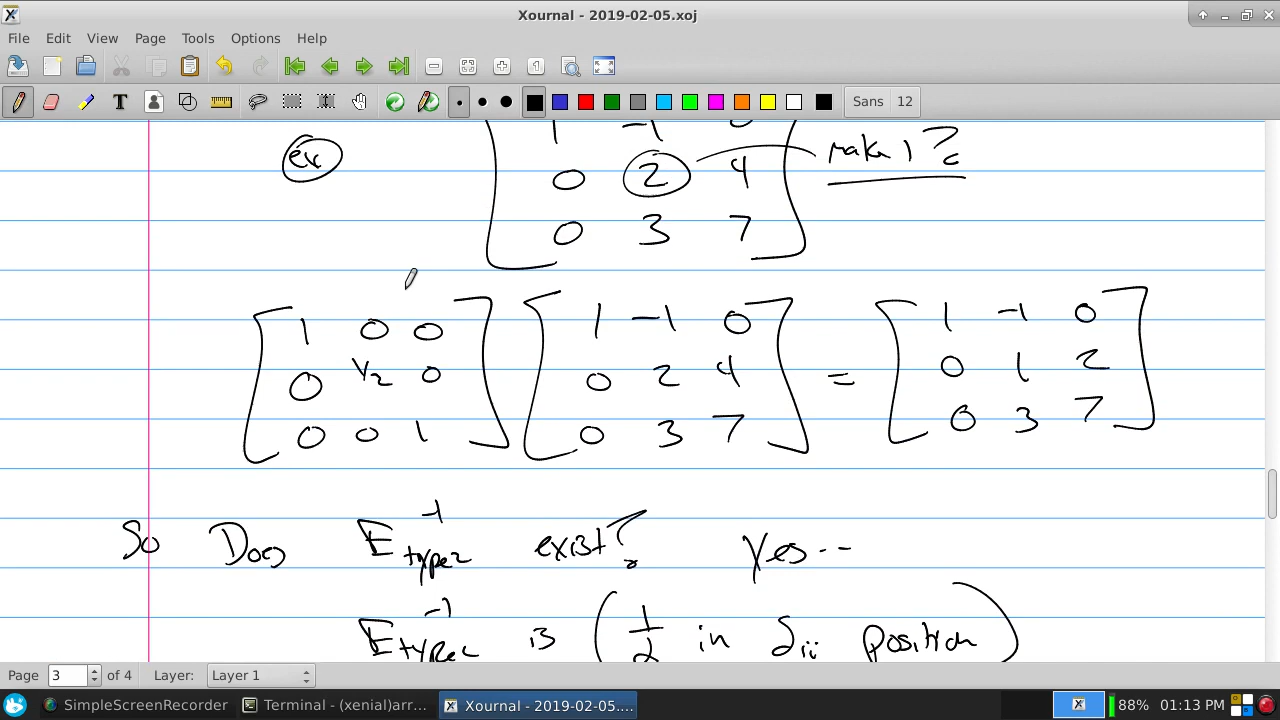 Xournal - 2019-02-05.xoj
File Edit View Page Tools Options Help
Sans 12
1 -1 0
ex 0 2 4 make 1 ?
0 3 7
1 0 0 1 -1 0 1 -1 0
0 1/2 0 0 2 4 = 0 1 2
0 0 1 0 3 7 0 3 7
So Does E type2 -1 exist? Yes --
E type2 -1 is ( 1/α in δii position )
Page 3 of 4 Layer: Layer 1
SimpleScreenRecorder Terminal - (xenial)arr... Xournal - 2019-02-05.... 88% 01:13 PM